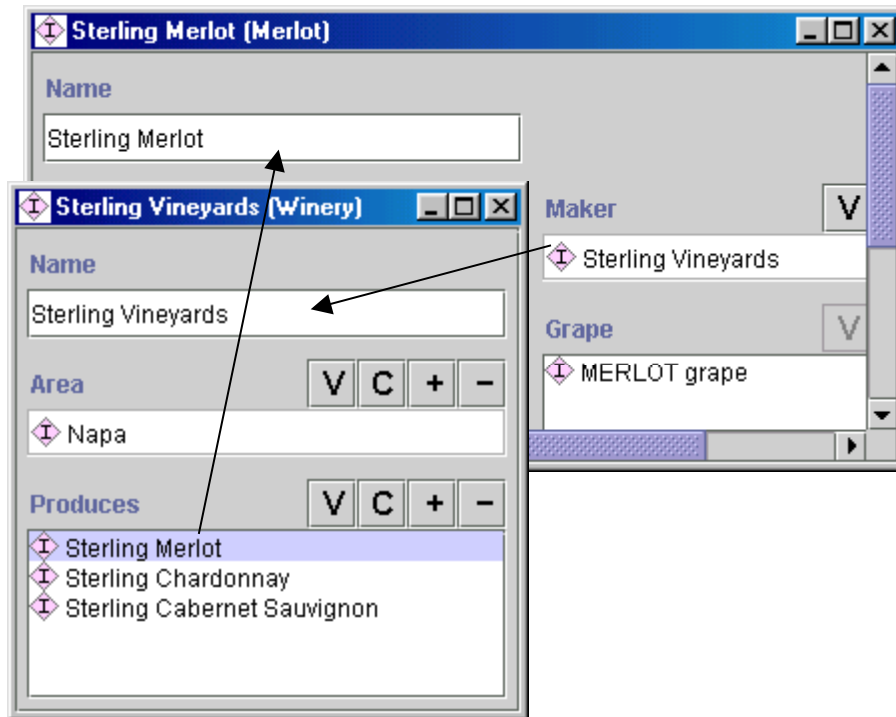 Sterling Merlot (Merlot)
Name
Sterling Merlot
Maker V
Sterling Vineyards
Grape V
MERLOT grape
Sterling Vineyards (Winery)
Name
Sterling Vineyards
Area V C + −
Napa
Produces V C + −
Sterling Merlot
Sterling Chardonnay
Sterling Cabernet Sauvignon